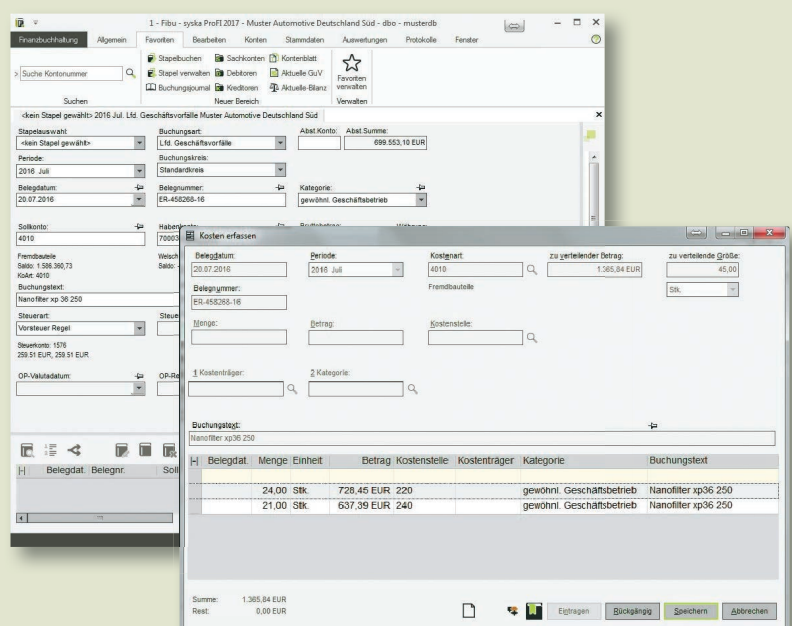 1 - Fibu - syska ProFI 2017 - Muster Automotive Deutschland Süd - dbo - musterdb
Finanzbuchhaltung Allgemein Favoriten Bearbeiten Konten Stammdaten Auswertungen Protokolle Fenster
Stapelbuchen Sachkonten Kontenblatt
> Suche Kontonummer Stapel verwalten Debitoren Aktuelle GuV Favoriten verwalten
Buchungsjournal Kreditoren Aktuelle-Bilanz
Suchen Neuer Bereich Verwalten
<kein Stapel gewählt> 2016 Jul. Lfd. Geschäftsvorfälle Muster Automotive Deutschland Süd
Stapelauswahl: Buchungsart: Abst.Konto: Abst.Summe:
<kein Stapel gewählt> Lfd. Geschäftsvorfälle 699.553,10 EUR
Periode: Buchungskreis:
2016 Juli Standardkreis
Belegdatum: Belegnummer: Kategorie:
20.07.2016 ER-458268-16 gewöhnl. Geschäftsbetrieb
Sollkonto:
4010 70003
Fremdbauteile Welsch
Saldo: 1.586.360,73 Saldo: -
KoArt: 4010
Buchungstext:
Nanofilter xp 36 250
Steuerart: Steue
Vorsteuer Regel
Steuerkonto: 1576
259.51 EUR, 259.51 EUR
OP-Valutadatum: OP-Re
Belegdat. Belegnr. Soll
Kosten erfassen
Belegdatum: Periode: Kostenart: zu verteilender Betrag: zu verteilende Größe:
20.07.2016 2016 Juli 4010 1.365,84 EUR 45,00
Belegnummer: Fremdbauteile Stk.
ER-458268-16
Menge: Betrag: Kostenstelle:
1 Kostenträger: 2 Kategorie:
Buchungstext:
Nanofilter xp36 250
Belegdat. Menge Einheit Betrag Kostenstelle Kostenträger Kategorie Buchungstext
24,00 Stk. 728,45 EUR 220 gewöhnl. Geschäftsbetrieb Nanofilter xp36 250
21,00 Stk. 637,39 EUR 240 gewöhnl. Geschäftsbetrieb Nanofilter xp36 250
Summe: 1.365,84 EUR
Rest: 0,00 EUR
Eintragen Rückgängig Speichern Abbrechen